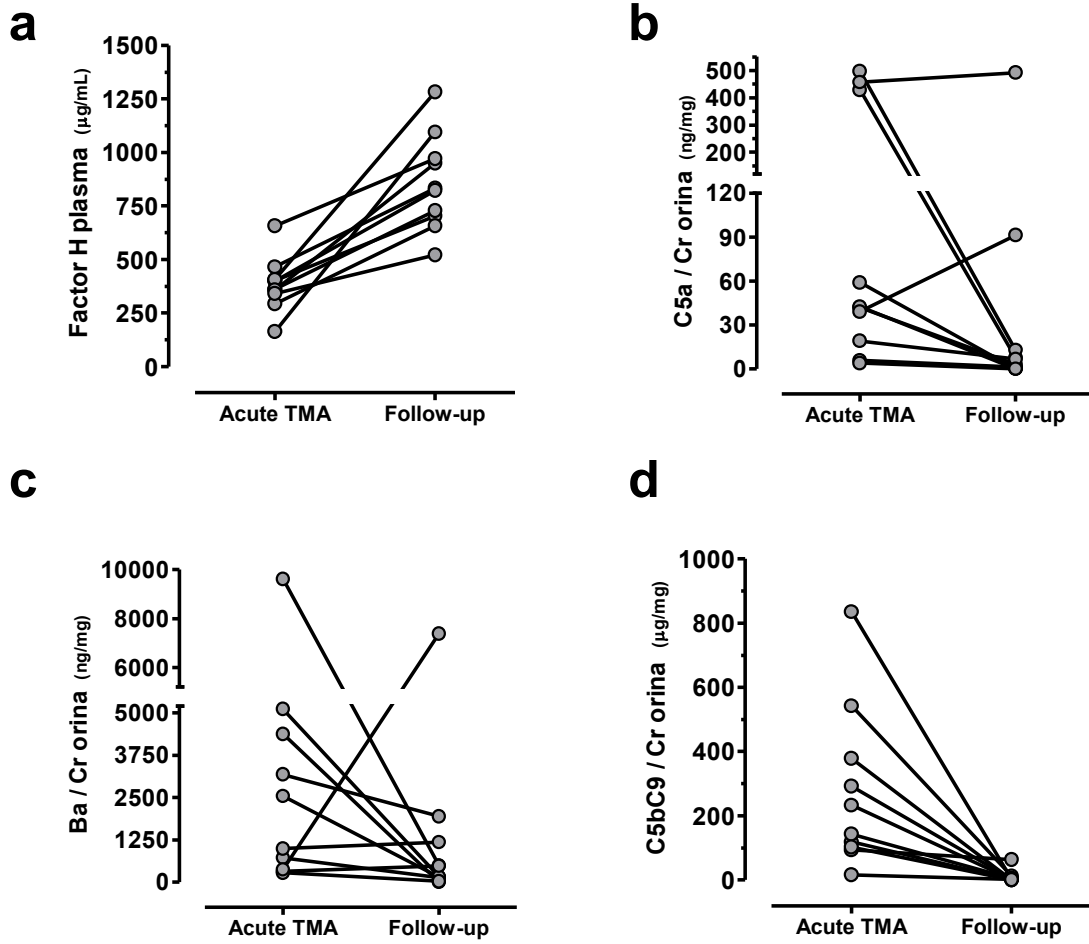 a
Factor H plasma (µg/mL)
1500
1250
1000
750
500
250
0
Acute TMA
Follow-up
b
C5a / Cr orina (ng/mg)
500
400
300
200
120
90
60
30
0
Acute TMA
Follow-up
c
Ba / Cr orina (ng/mg)
10000
8000
6000
5000
3750
2500
1250
0
Acute TMA
Follow-up
d
C5bC9 / Cr orina (µg/mg)
1000
800
600
400
200
0
Acute TMA
Follow-up